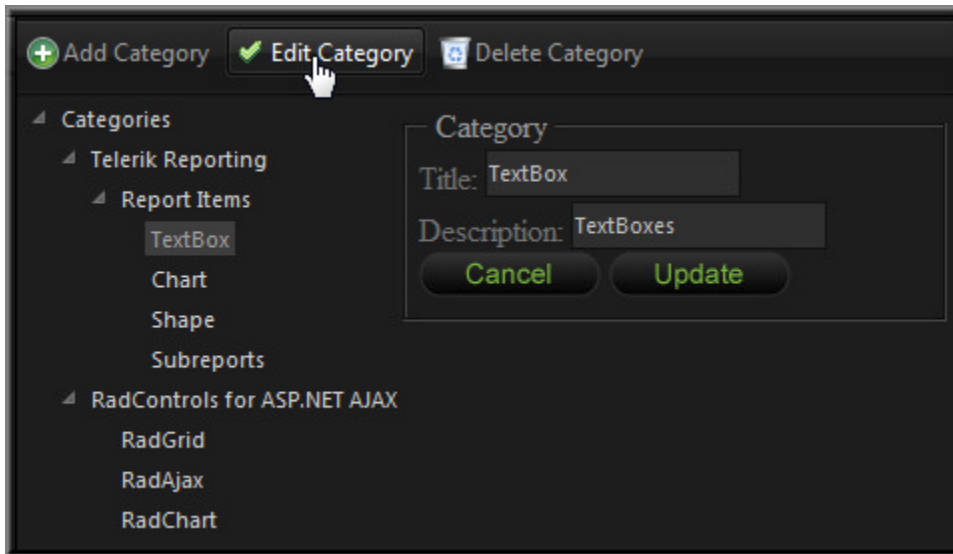 Add Category Edit Category Delete Category
Categories
Telerik Reporting
Report Items
TextBox
Chart
Shape
Subreports
RadControls for ASP.NET AJAX
RadGrid
RadAjax
RadChart
Category
Title: TextBox
Description: TextBoxes
Cancel Update